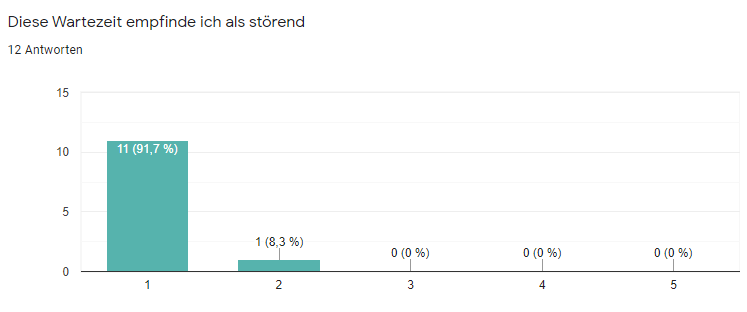 Diese Wartezeit empfinde ich als störend
12 Antworten
15
10
5
0
11 (91,7 %)
1 (8,3 %)
0 (0 %)
0 (0 %)
0 (0 %)
1
2
3
4
5